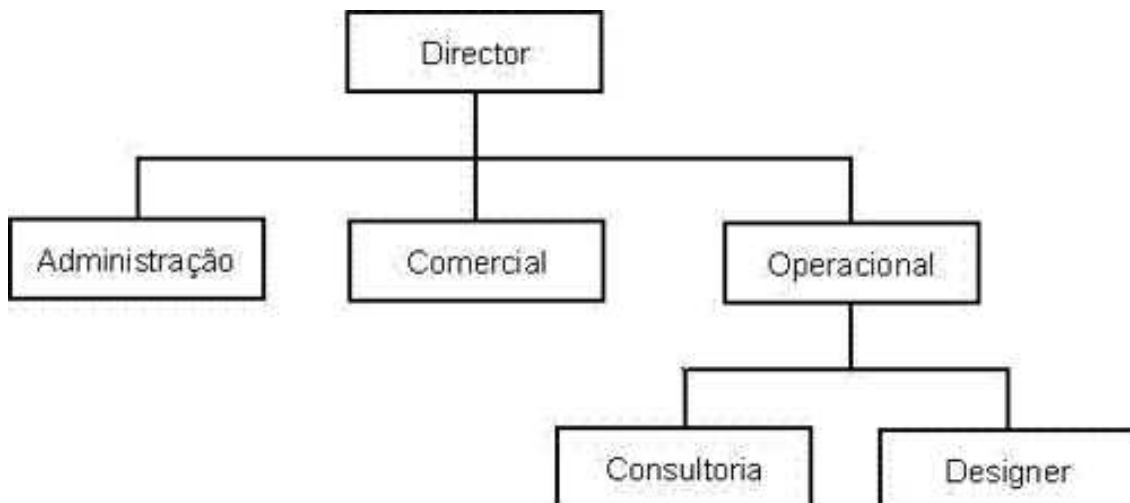 Director
Administração
Comercial
Operacional
Consultoria
Designer